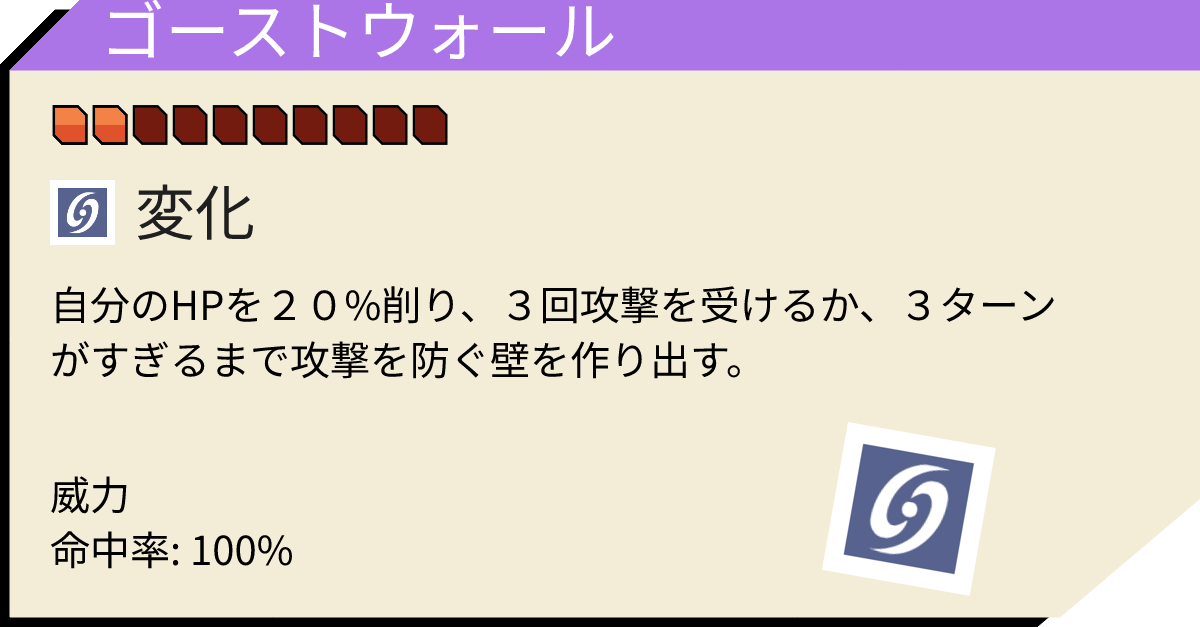 ゴーストウォール
変化
自分のHPを２０%削り、３回攻撃を受けるか、３ターン
がすぎるまで攻撃を防ぐ壁を作り出す。
威力
命中率: 100%